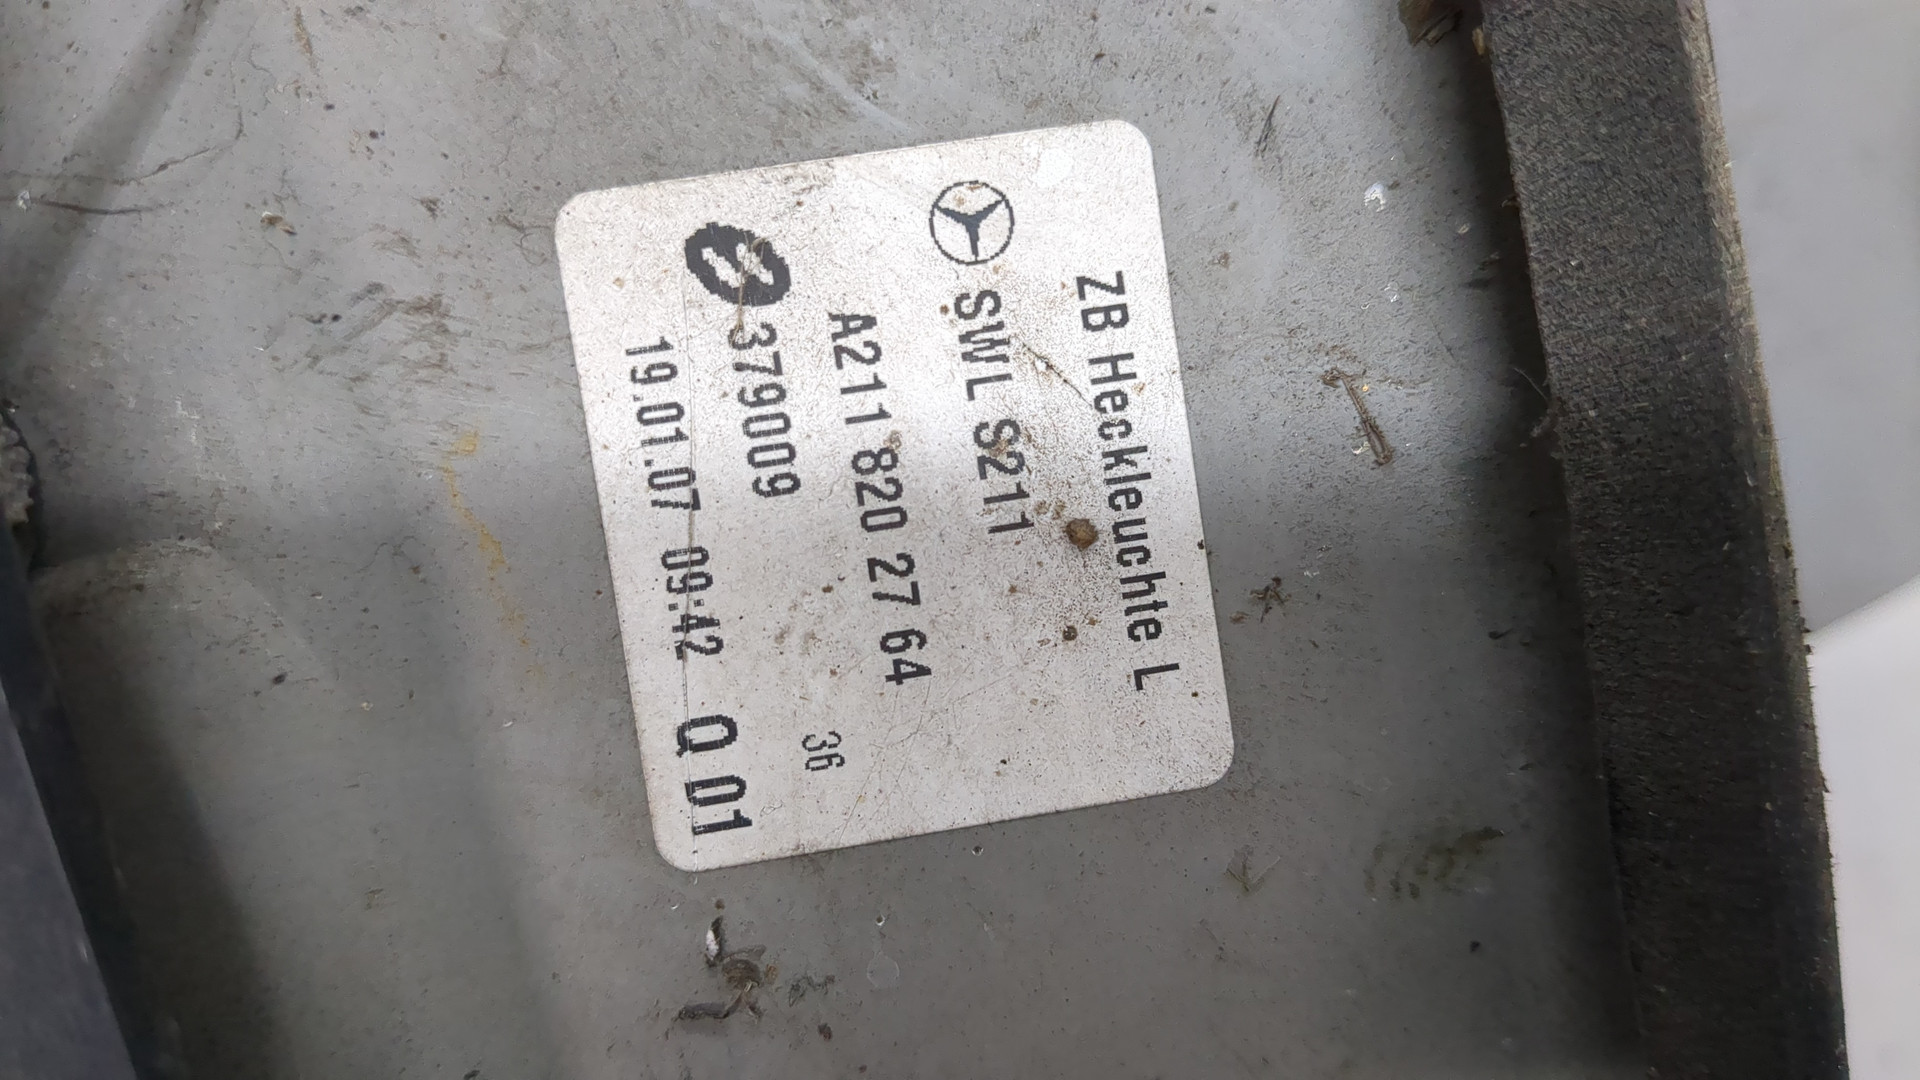 ZB Heckleuchte L
SWL S211
A211 820 27 64
36
3790009
19.01.07 09:42 Q 01